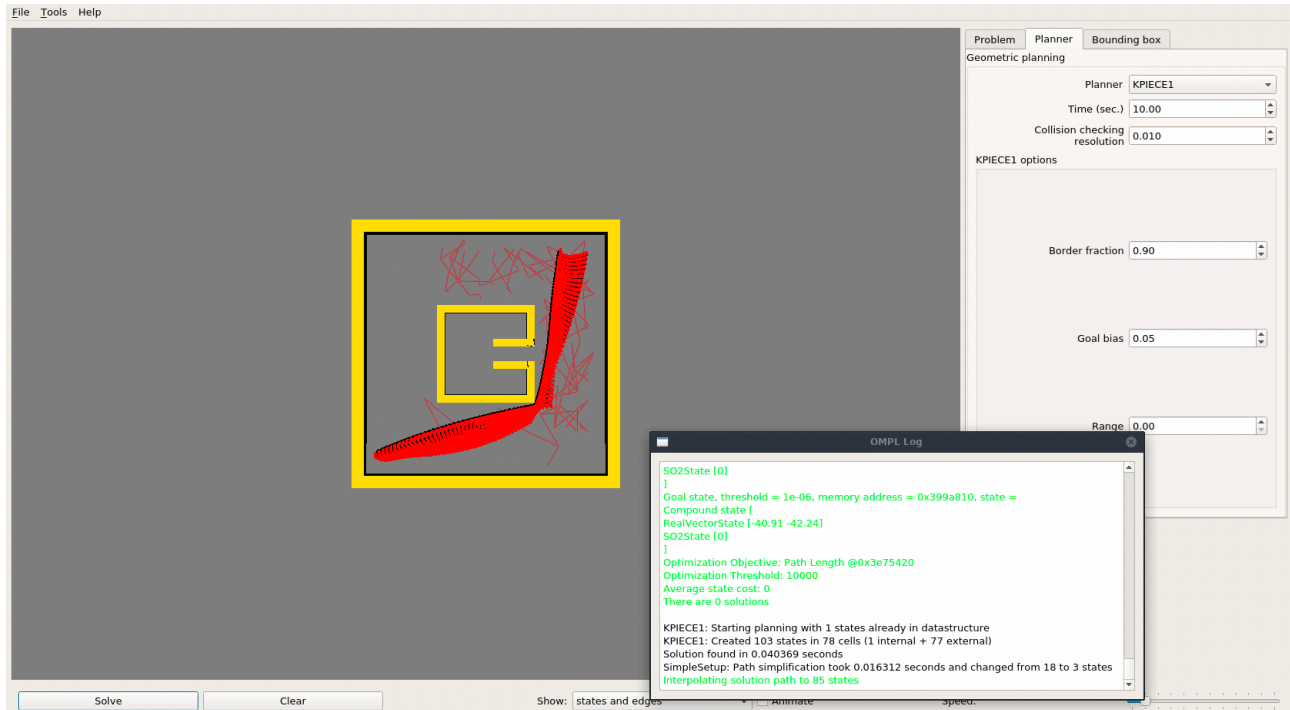 File Tools Help
Problem Planner Bounding box
Geometric planning
Planner KPIECE1
Time (sec.) 10.00
Collision checking
resolution 0.010
KPIECE1 options
Border fraction 0.90
Goal bias 0.05
Range 0.00
OMPL Log
SO2State [0]
]
Goal state, threshold = 1e-06, memory address = 0x399a810, state =
Compound state [
RealVectorState [-40.91 -42.24]
SO2State [0]
]
Optimization Objective: Path Length @0x3e75420
Optimization Threshold: 10000
Average state cost: 0
There are 0 solutions
KPIECE1: Starting planning with 1 states already in datastructure
KPIECE1: Created 103 states in 78 cells (1 internal + 77 external)
Solution found in 0.040369 seconds
SimpleSetup: Path simplification took 0.016312 seconds and changed from 18 to 3 states
Interpolating solution path to 85 states
Solve Clear Show: states and edges Animate Speed: